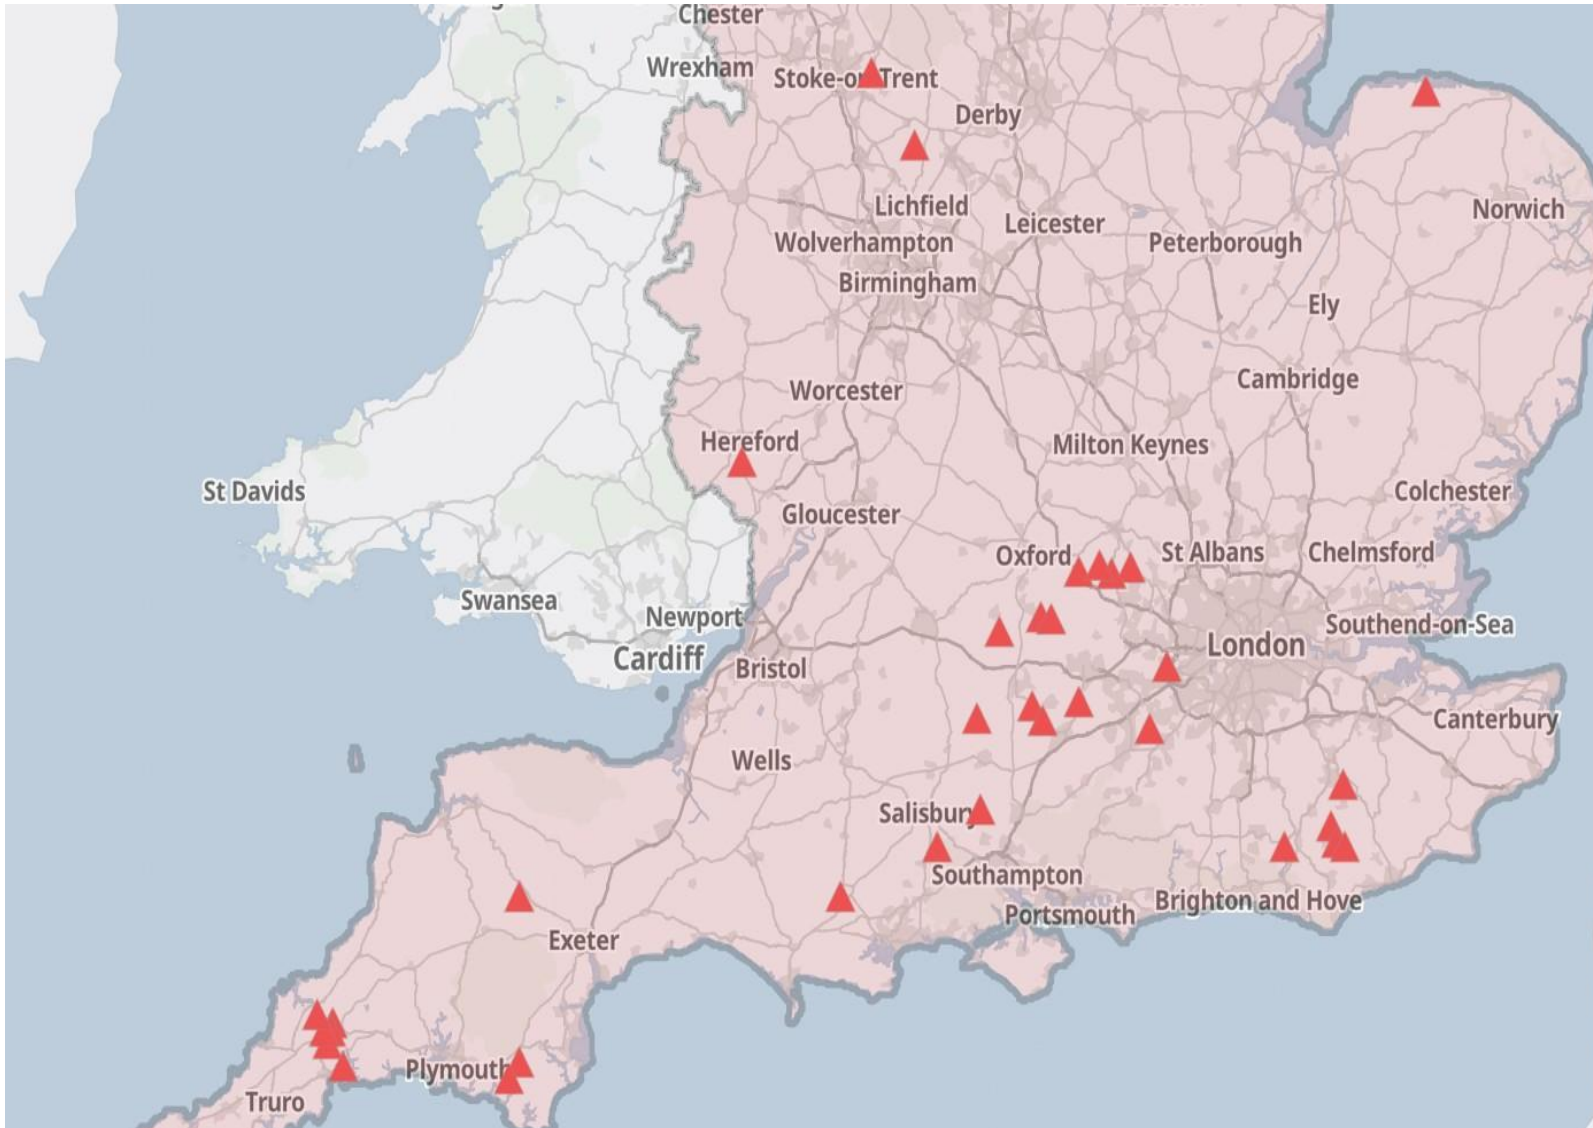 Chester
Wrexham
Stoke-on-Trent
Derby
Lichfield
Leicester
Norwich
Wolverhampton
Peterborough
Birmingham
Ely
Cambridge
Worcester
Hereford
Milton Keynes
St Davids
Colchester
Gloucester
Oxford
St Albans
Chelmsford
Swansea
Newport
Southend-on-Sea
London
Cardiff
Bristol
Canterbury
Wells
Salisbury
Southampton
Brighton and Hove
Portsmouth
Exeter
Plymouth
Truro